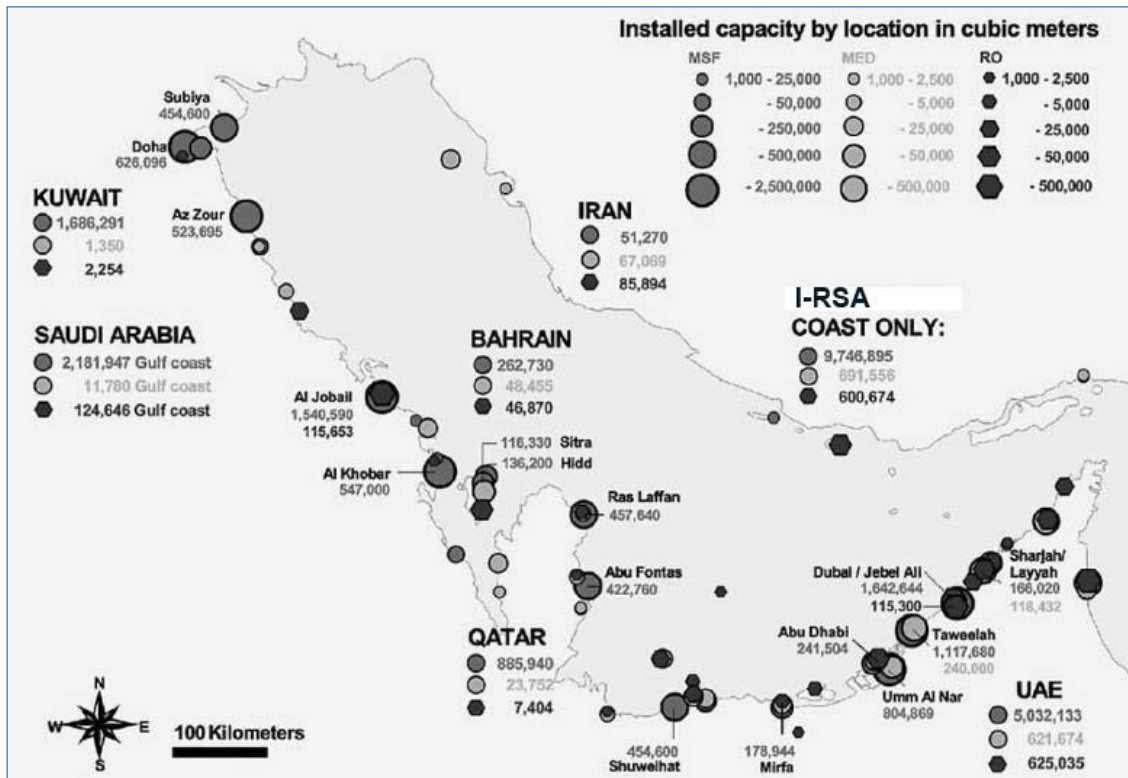 Installed capacity by location in cubic meters
MSF
1,000 - 25,000
- 50,000
- 250,000
- 500,000
- 2,500,000
MED
1,000 - 2,500
- 5,000
- 25,000
- 50,000
- 500,000
RO
1,000 - 2,500
- 5,000
- 25,000
- 50,000
- 500,000
Subiya
454,600
Doha
626,096
KUWAIT
1,686,291
1,350
2,254
Az Zour
523,695
IRAN
51,270
67,069
85,894
I-RSA
COAST ONLY:
9,746,895
691,556
600,674
SAUDI ARABIA
2,181,947 Gulf coast
11,780 Gulf coast
124,646 Gulf coast
BAHRAIN
262,730
48,455
46,870
Al Jobail
1,540,590
115,653
116,330 Sitra
136,200 Hidd
Al Khobar
547,000
Ras Laffan
457,640
Abu Fontas
422,760
Sharjah/
Layyah
166,020
118,432
Dubai / Jebel Ali
1,642,644
115,300
QATAR
885,940
23,752
7,404
Abu Dhabi
241,504
Taweelah
1,117,680
240,000
Umm Al Nar
804,869
UAE
5,032,133
621,674
625,035
454,600
Shuweihat
178,944
Mirfa
N
W E
S
100 Kilometers